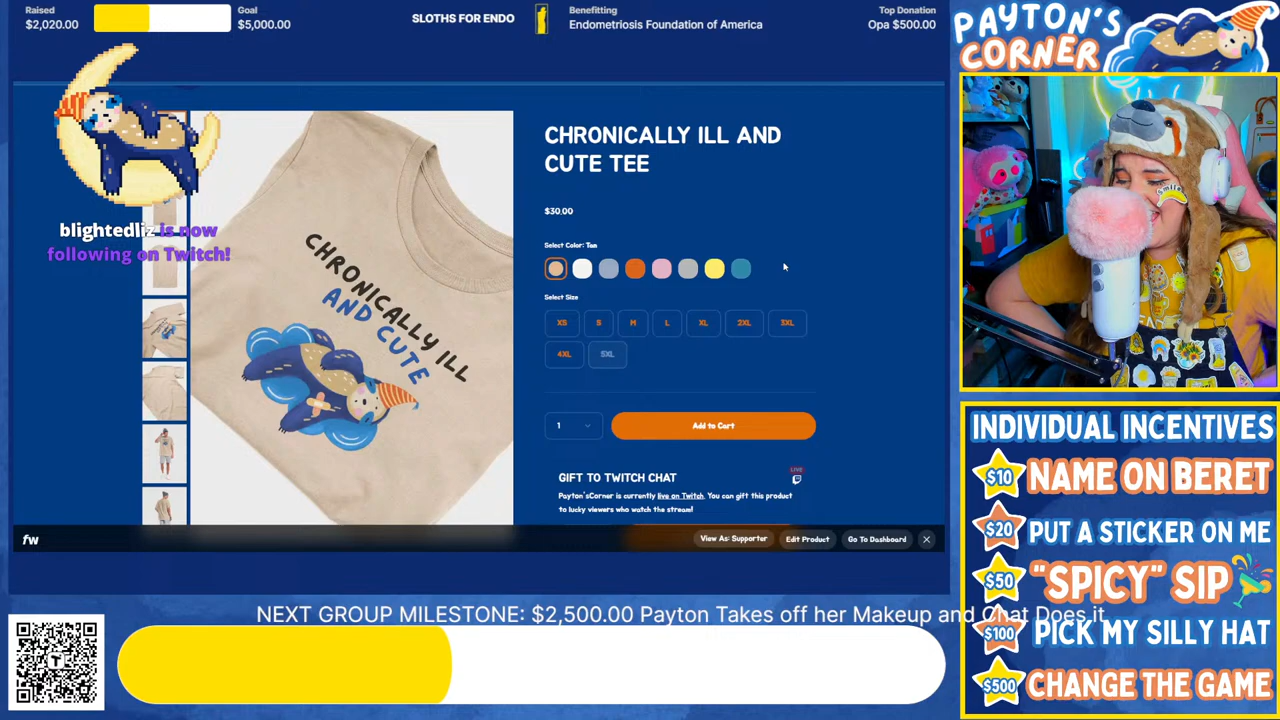 Raised
$2,020.00
Goal
$5,000.00
SLOTHS FOR ENDO
Benefitting
Endometriosis Foundation of America
Top Donation
Opa $500.00
PAYTON'S
CORNER
blightedliz is now
following on Twitch!
CHRONICALLY ILL
AND CUTE
CHRONICALLY ILL AND
CUTE TEE
$30.00
Select Color: Tan
Select Size
XS S M L XL 2XL 3XL
4XL 5XL
1
Add to Cart
GIFT TO TWITCH CHAT
LIVE
Payton'sCorner is currently live on Twitch. You can gift this product
to lucky viewers who watch the stream!
fw
View As: Supporter
Edit Product
Go To Dashboard
smile
INDIVIDUAL INCENTIVES
$10 NAME ON BERET
$20 PUT A STICKER ON ME
$50 "SPICY" SIP
$100 PICK MY SILLY HAT
$500 CHANGE THE GAME
NEXT GROUP MILESTONE: $2,500.00 Payton Takes off her Makeup and Chat Does it
T